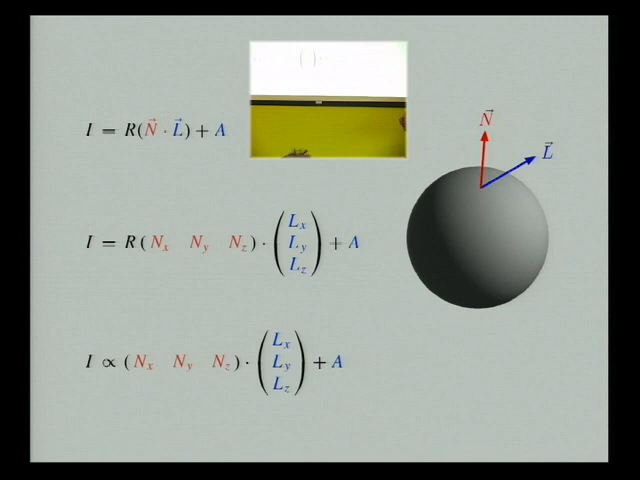 I = R(N⃗ · L⃗) + A
N⃗
L⃗
I = R ( Nx Ny Nz ) · ( Lx Ly Lz ) + A
I ∝ ( Nx Ny Nz ) · ( Lx Ly Lz ) + A